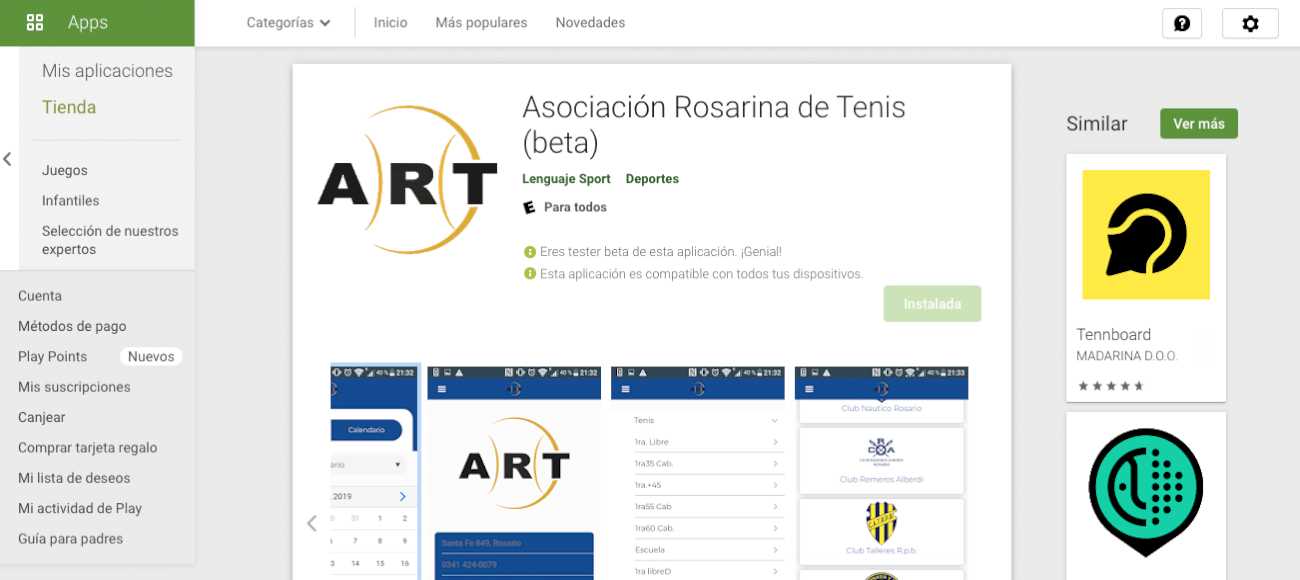 Apps
Categorías
Inicio
Más populares
Novedades
Mis aplicaciones
Tienda
Juegos
Infantiles
Selección de nuestros
expertos
Cuenta
Métodos de pago
Play Points
Nuevos
Mis suscripciones
Canjear
Comprar tarjeta regalo
Mi lista de deseos
Mi actividad de Play
Guía para padres
ART
Asociación Rosarina de Tenis
(beta)
Lenguaje Sport Deportes
E Para todos
Eres tester beta de esta aplicación. ¡Genial!
Esta aplicación es compatible con todos tus dispositivos.
Instalada
40 % 21:32
Calendario
2019
31 1 2
7 8 9
14 15 16
40 % 21:32
ART
Santa Fe 849, Rosario
0341 424-0079
40 % 21:32
Tenis
1ra. Libre
1ra35 Cab.
1ra.+45
1ra55 Cab
1ra60 Cab.
Escuela
1ra libreD
40 % 21:33
Club Nautico Rosario
CRA
Club Remeros Alberdi
Club Talleres R.p.b.
Similar
Ver más
Tennboard
MADARINA D.O.O.